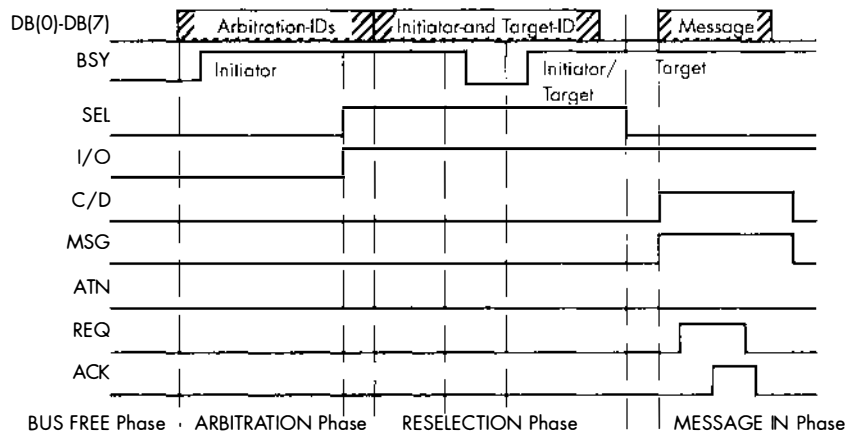 DB(0)-DB(7)
Arbitration-IDs
Initiator-and Target-ID
Message
BSY
Initiator
Initiator/
Target
Target
SEL
I/O
C/D
MSG
ATN
REQ
ACK
BUS FREE Phase
ARBITRATION Phase
RESELECTION Phase
MESSAGE IN Phase